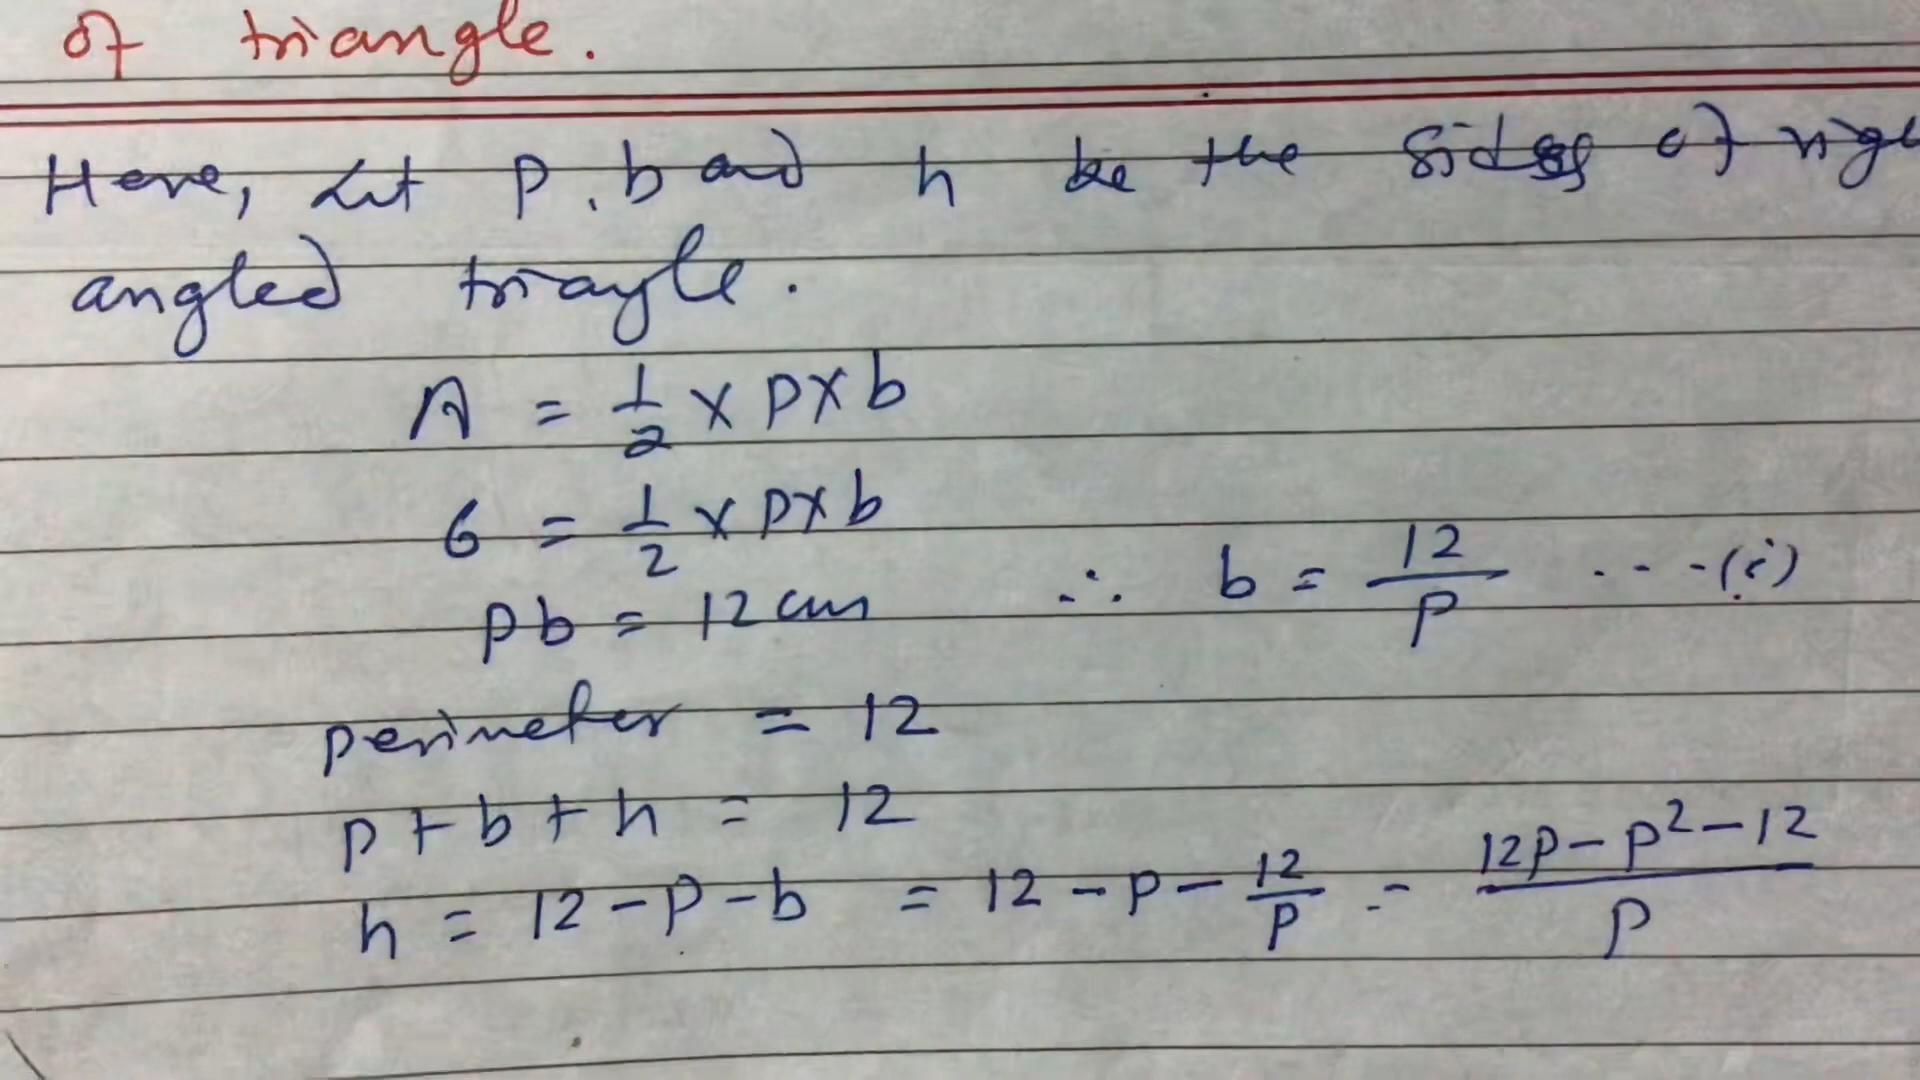 of triangle.
Here, Let P, b and h be the sides of righ
angled triangle.
A = 1/2 × p × b
6 = 1/2 × p × b
pb = 12 cm ∴ b = 12/p ...(i)
perimeter = 12
p + b + h = 12
h = 12 - p - b = 12 - p - 12/p = (12p - p² - 12)/p